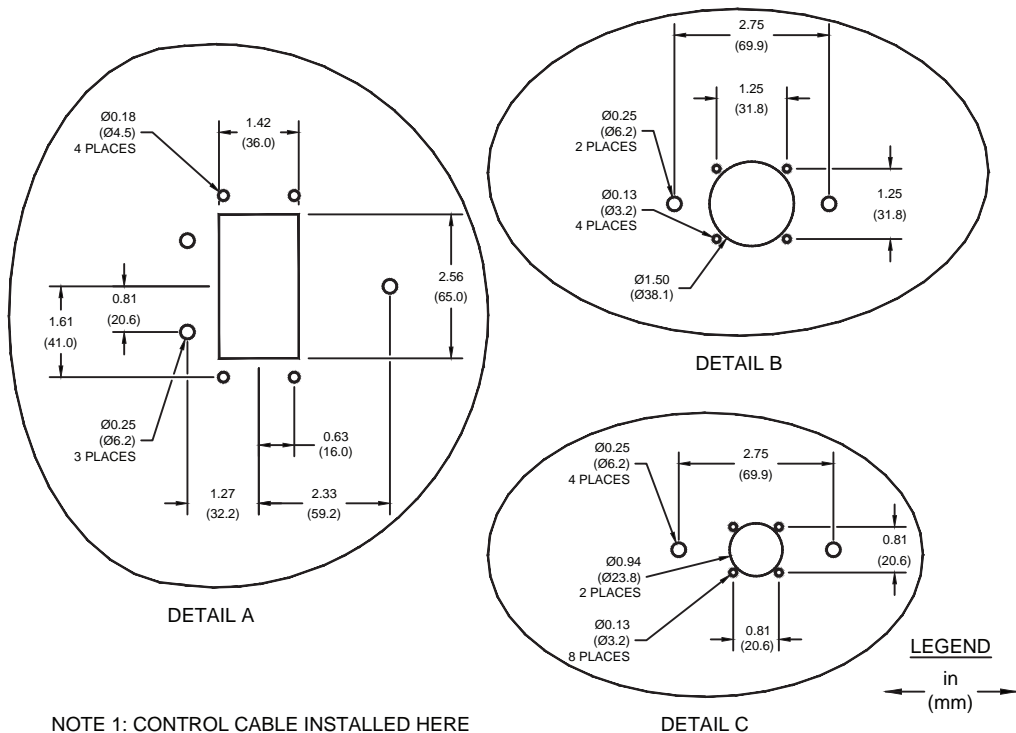 Ø0.18
(Ø4.5)
4 PLACES
1.42
(36.0)
2.56
(65.0)
0.81
(20.6)
1.61
(41.0)
Ø0.25
(Ø6.2)
3 PLACES
0.63
(16.0)
1.27
(32.2)
2.33
(59.2)
DETAIL A
2.75
(69.9)
1.25
(31.8)
Ø0.25
(Ø6.2)
2 PLACES
Ø0.13
(Ø3.2)
4 PLACES
1.25
(31.8)
Ø1.50
(Ø38.1)
DETAIL B
Ø0.25
(Ø6.2)
4 PLACES
2.75
(69.9)
0.81
(20.6)
Ø0.94
(Ø23.8)
2 PLACES
Ø0.13
(Ø3.2)
8 PLACES
0.81
(20.6)
DETAIL C
LEGEND
in
(mm)
NOTE 1: CONTROL CABLE INSTALLED HERE